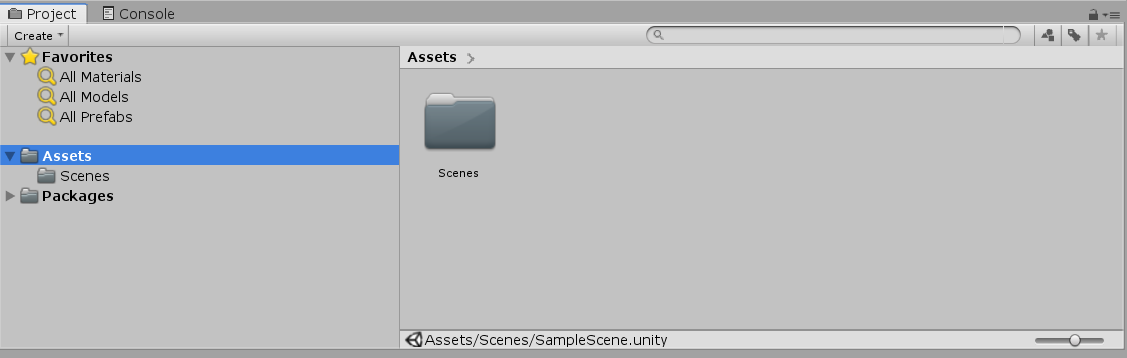 Project Console
Create
Favorites
All Materials
All Models
All Prefabs
Assets
Scenes
Packages
Assets
Scenes
Assets/Scenes/SampleScene.unity